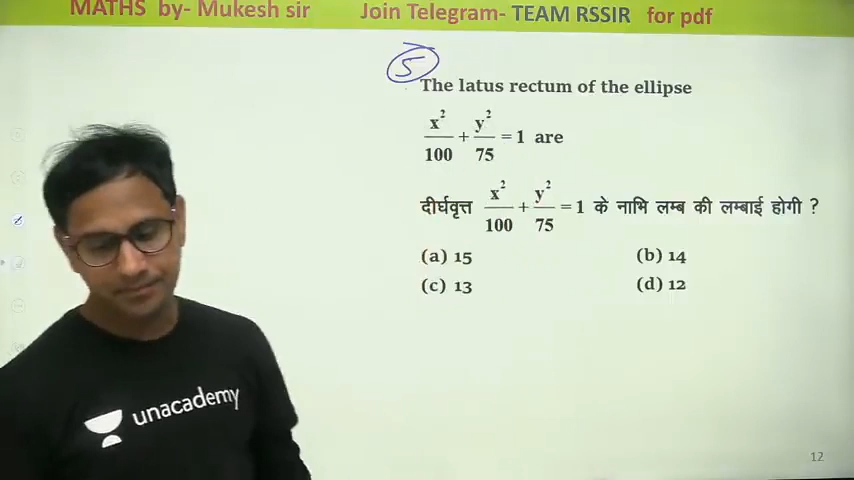 MATHS by- Mukesh sir Join Telegram- TEAM RSSIR for pdf
5
The latus rectum of the ellipse
x²/100 + y²/75 = 1 are
दीर्घवृत्त x²/100 + y²/75 = 1 के नाभि लम्ब की लम्बाई होगी ?
(a) 15 (b) 14
(c) 13 (d) 12
unacademy
12